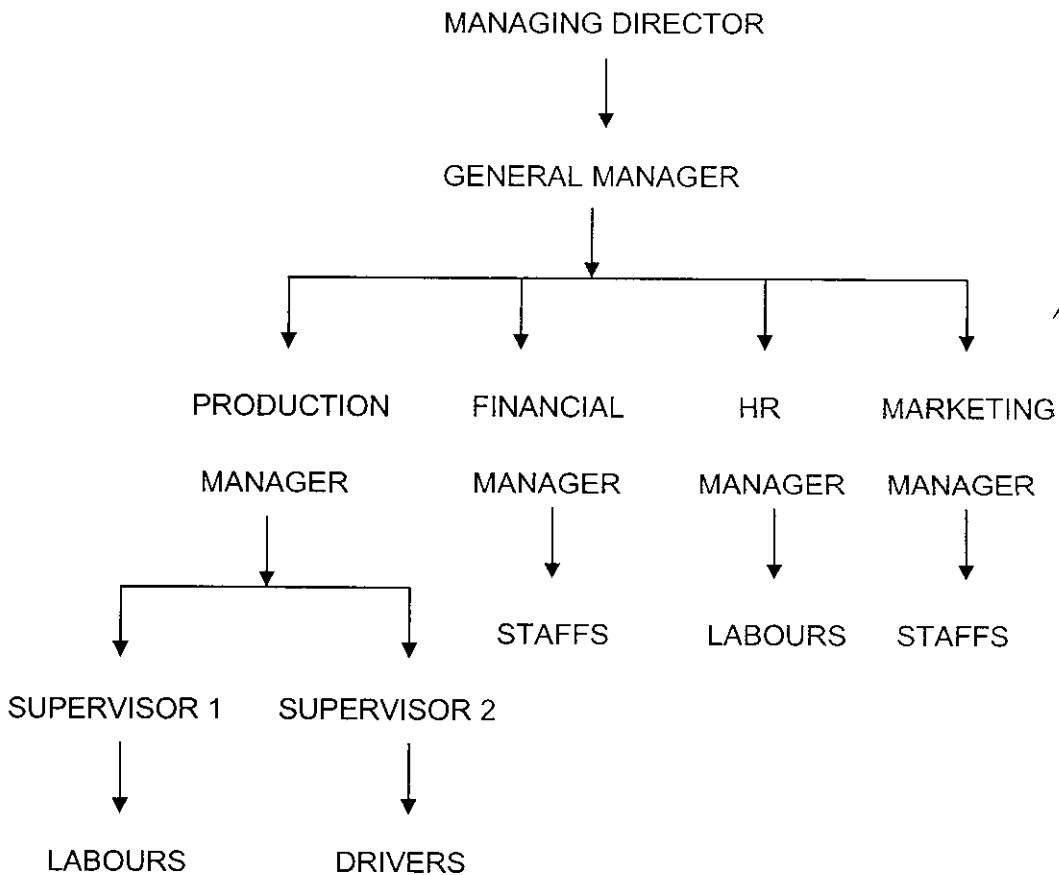 MANAGING DIRECTOR
GENERAL MANAGER
PRODUCTION FINANCIAL HR MARKETING
MANAGER MANAGER MANAGER MANAGER
STAFFS LABOURS STAFFS
SUPERVISOR 1 SUPERVISOR 2
LABOURS DRIVERS